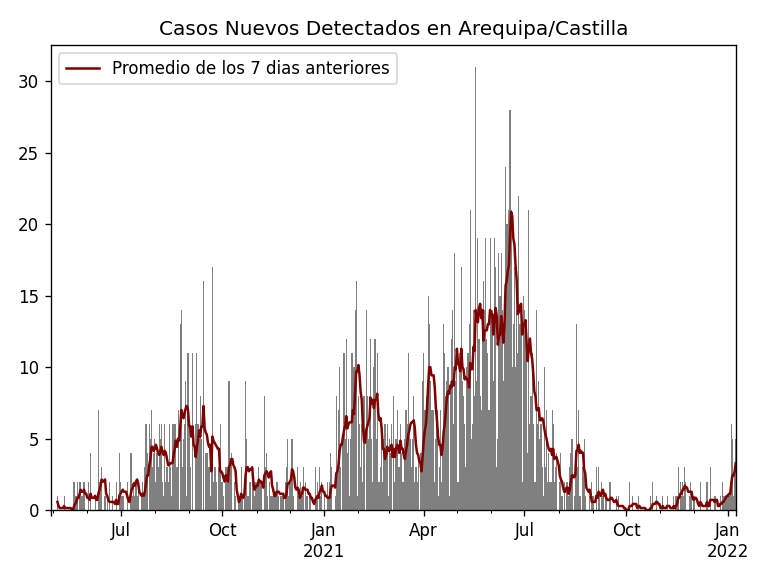 Casos Nuevos Detectados en Arequipa/Castilla
Promedio de los 7 dias anteriores
30
25
20
15
10
5
0
Jul Oct Jan Apr Jul Oct Jan
2021 2022